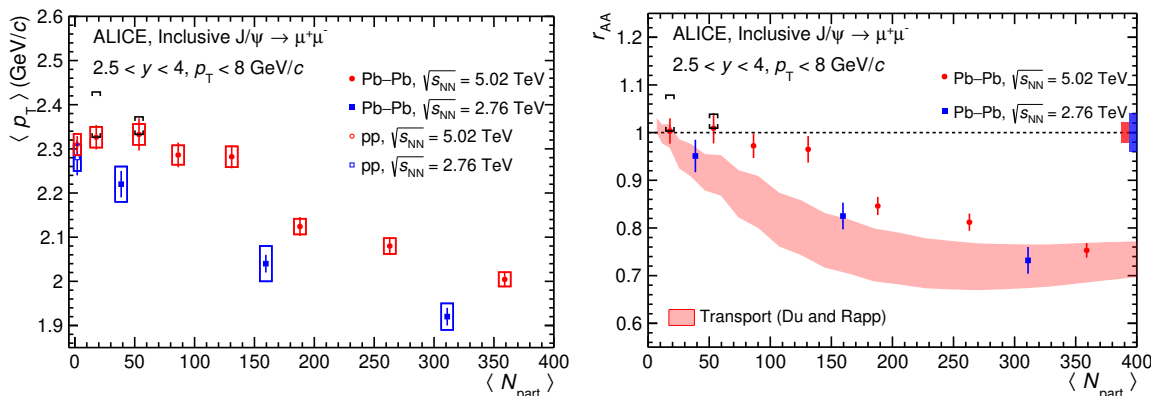 ⟨ p_T ⟩ (GeV/c)
2.6
2.5
2.4
2.3
2.2
2.1
2
1.9
ALICE, Inclusive J/ψ → μ⁺μ⁻
2.5 < y < 4, p_T < 8 GeV/c
Pb–Pb, √s_NN = 5.02 TeV
Pb–Pb, √s_NN = 2.76 TeV
pp, √s_NN = 5.02 TeV
pp, √s_NN = 2.76 TeV
0 50 100 150 200 250 300 350 400
⟨ N_part ⟩
r_AA
1.2
1.1
1
0.9
0.8
0.7
0.6
ALICE, Inclusive J/ψ → μ⁺μ⁻
2.5 < y < 4, p_T < 8 GeV/c
Pb–Pb, √s_NN = 5.02 TeV
Pb–Pb, √s_NN = 2.76 TeV
Transport (Du and Rapp)
0 50 100 150 200 250 300 350 400
⟨ N_part ⟩